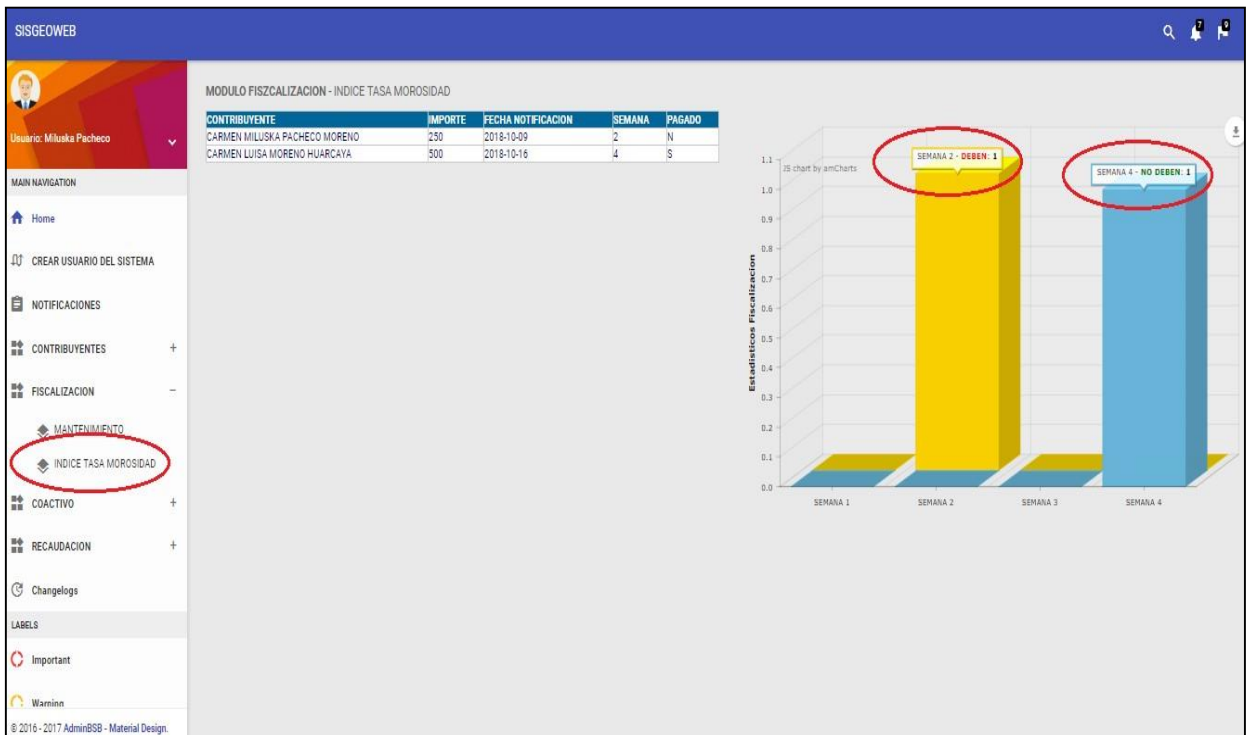 SISGEOWEB
7
9
Usuario: Miluska Pacheco
MAIN NAVIGATION
Home
CREAR USUARIO DEL SISTEMA
NOTIFICACIONES
CONTRIBUYENTES +
FISCALIZACION −
MANTENIMIENTO
INDICE TASA MOROSIDAD
COACTIVO +
RECAUDACION +
Changelogs
LABELS
Important
Warning
© 2016 - 2017 AdminBSB - Material Design.
MODULO FISZCALIZACION - INDICE TASA MOROSIDAD
CONTRIBUYENTE IMPORTE FECHA NOTIFICACION SEMANA PAGADO
CARMEN MILUSKA PACHECO MORENO 250 2018-10-09 2 N
CARMEN LUISA MORENO HUARCAYA 500 2018-10-16 4 S
JS chart by amCharts
SEMANA 2 - DEBEN: 1
SEMANA 4 - NO DEBEN: 1
Estadisticos Fiscalizacion
1.1
1.0
0.9
0.8
0.7
0.6
0.5
0.4
0.3
0.2
0.1
0.0
SEMANA 1 SEMANA 2 SEMANA 3 SEMANA 4